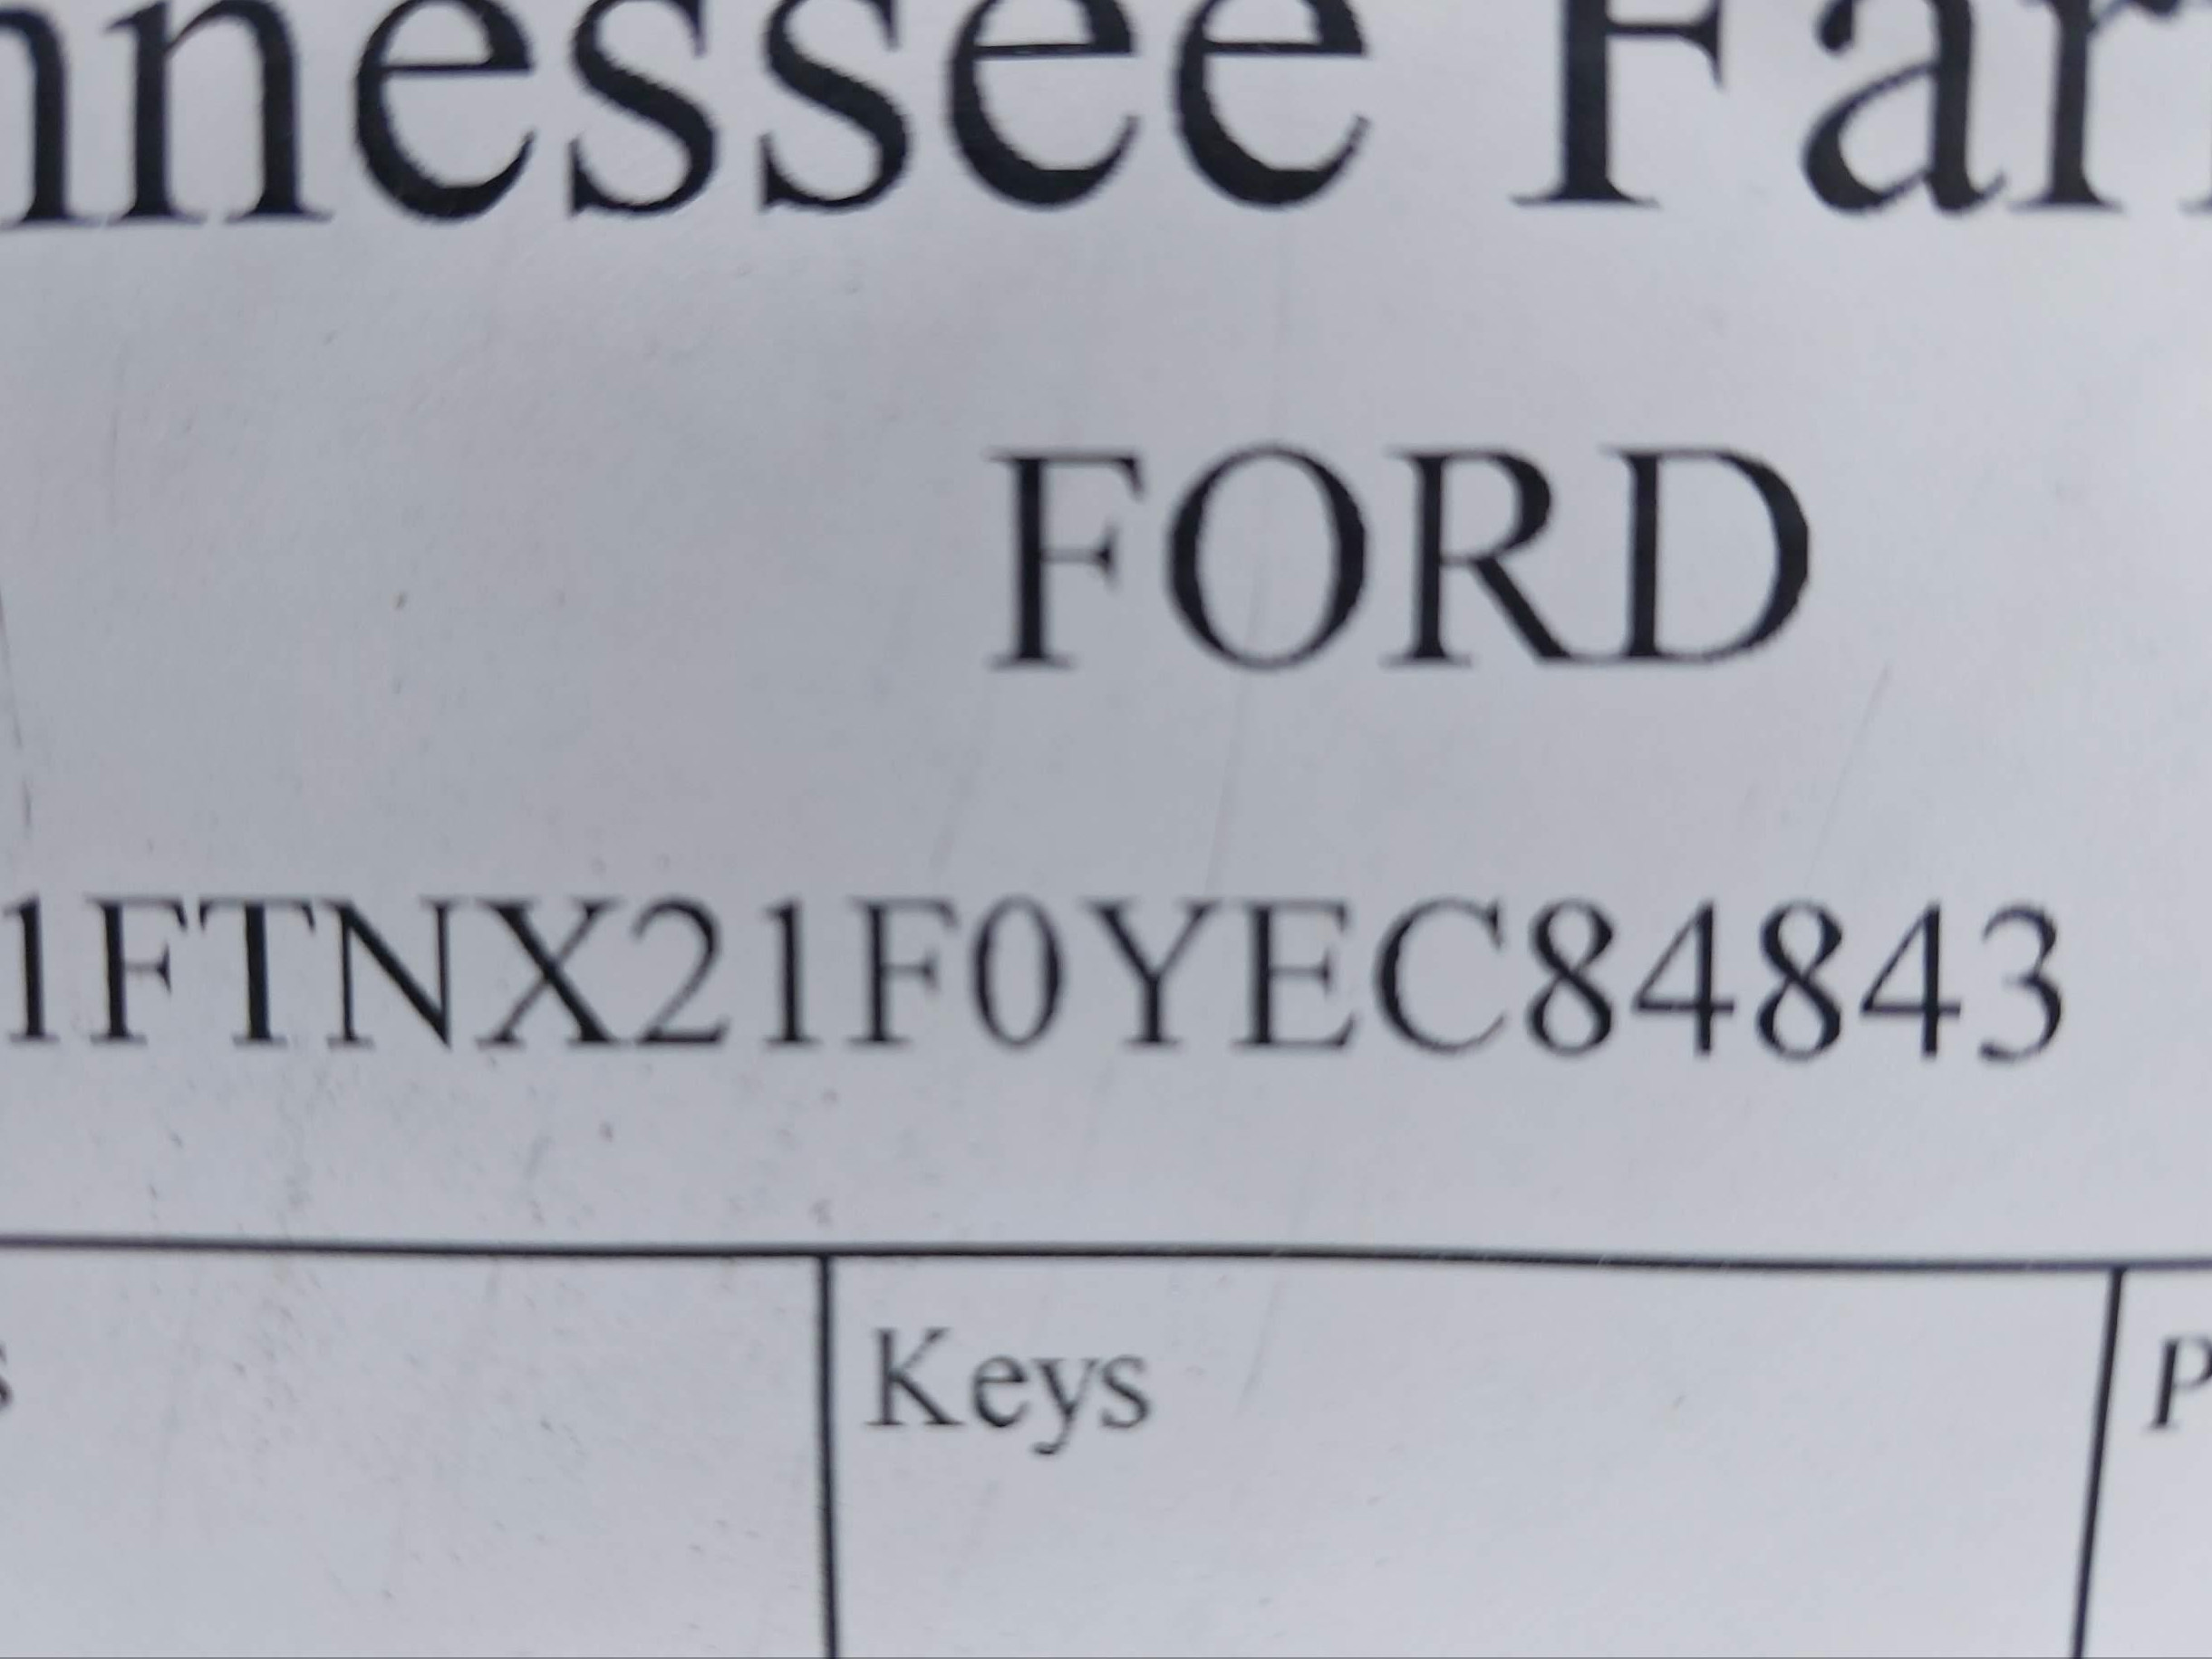 nnessee Far
FORD
1FTNX21F0YEC84843
s Keys P